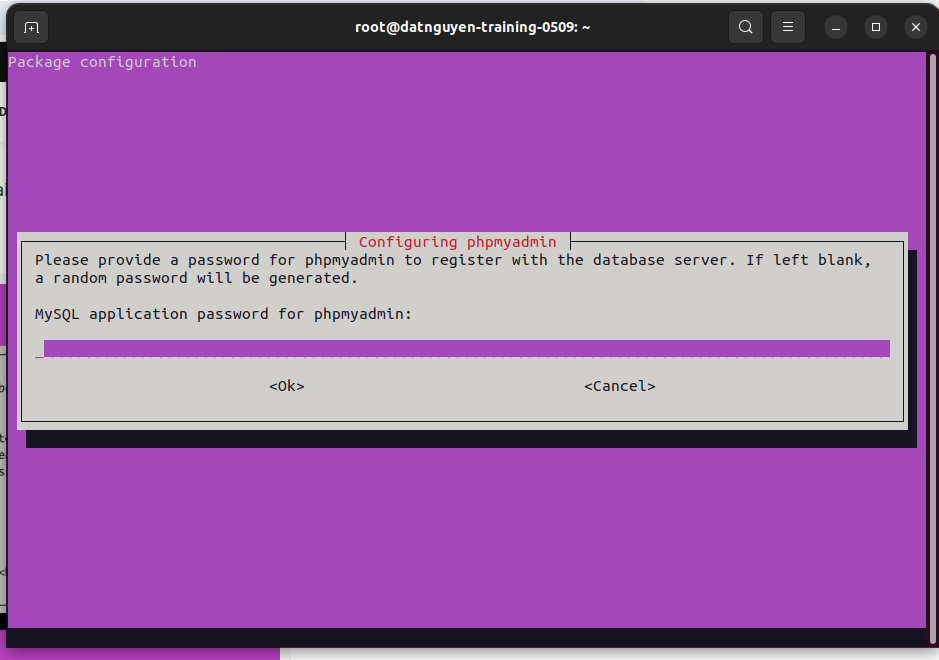 root@datnguyen-training-0509: ~
Package configuration
Configuring phpmyadmin
Please provide a password for phpmyadmin to register with the database server. If left blank,
a random password will be generated.
MySQL application password for phpmyadmin:
<Ok>
<Cancel>